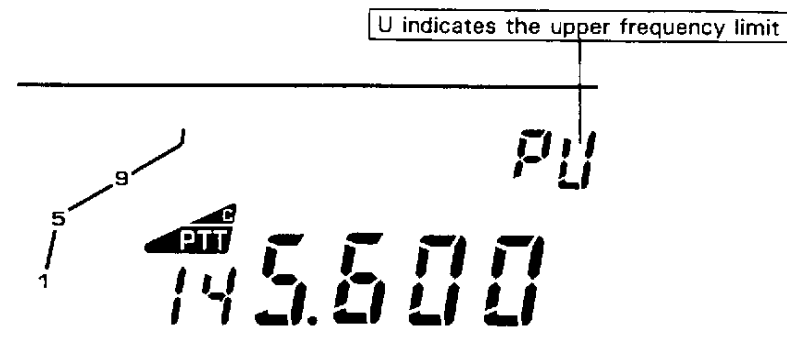 U indicates the upper frequency limit
PU
9
5
C
PTT
1
145.600